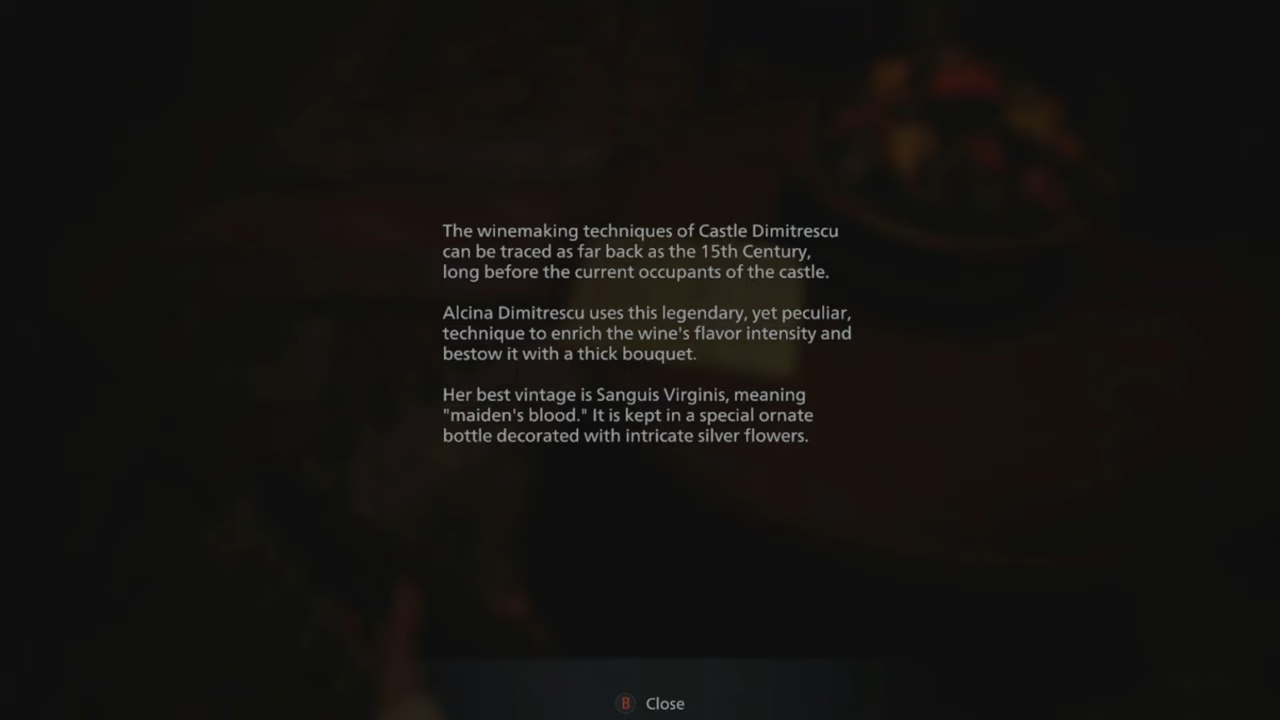 The winemaking techniques of Castle Dimitrescu
can be traced as far back as the 15th Century,
long before the current occupants of the castle.
Alcina Dimitrescu uses this legendary, yet peculiar,
technique to enrich the wine's flavor intensity and
bestow it with a thick bouquet.
Her best vintage is Sanguis Virginis, meaning
"maiden's blood." It is kept in a special ornate
bottle decorated with intricate silver flowers.
B Close